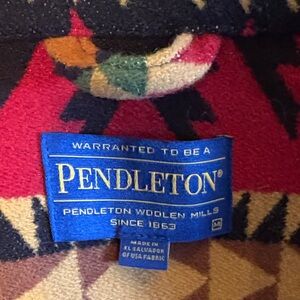 WARRANTED TO BE A
PENDLETON®
PENDLETON WOOLEN MILLS
SINCE 1863
M
MADE IN
EL SALVADOR
OF USA FABRIC